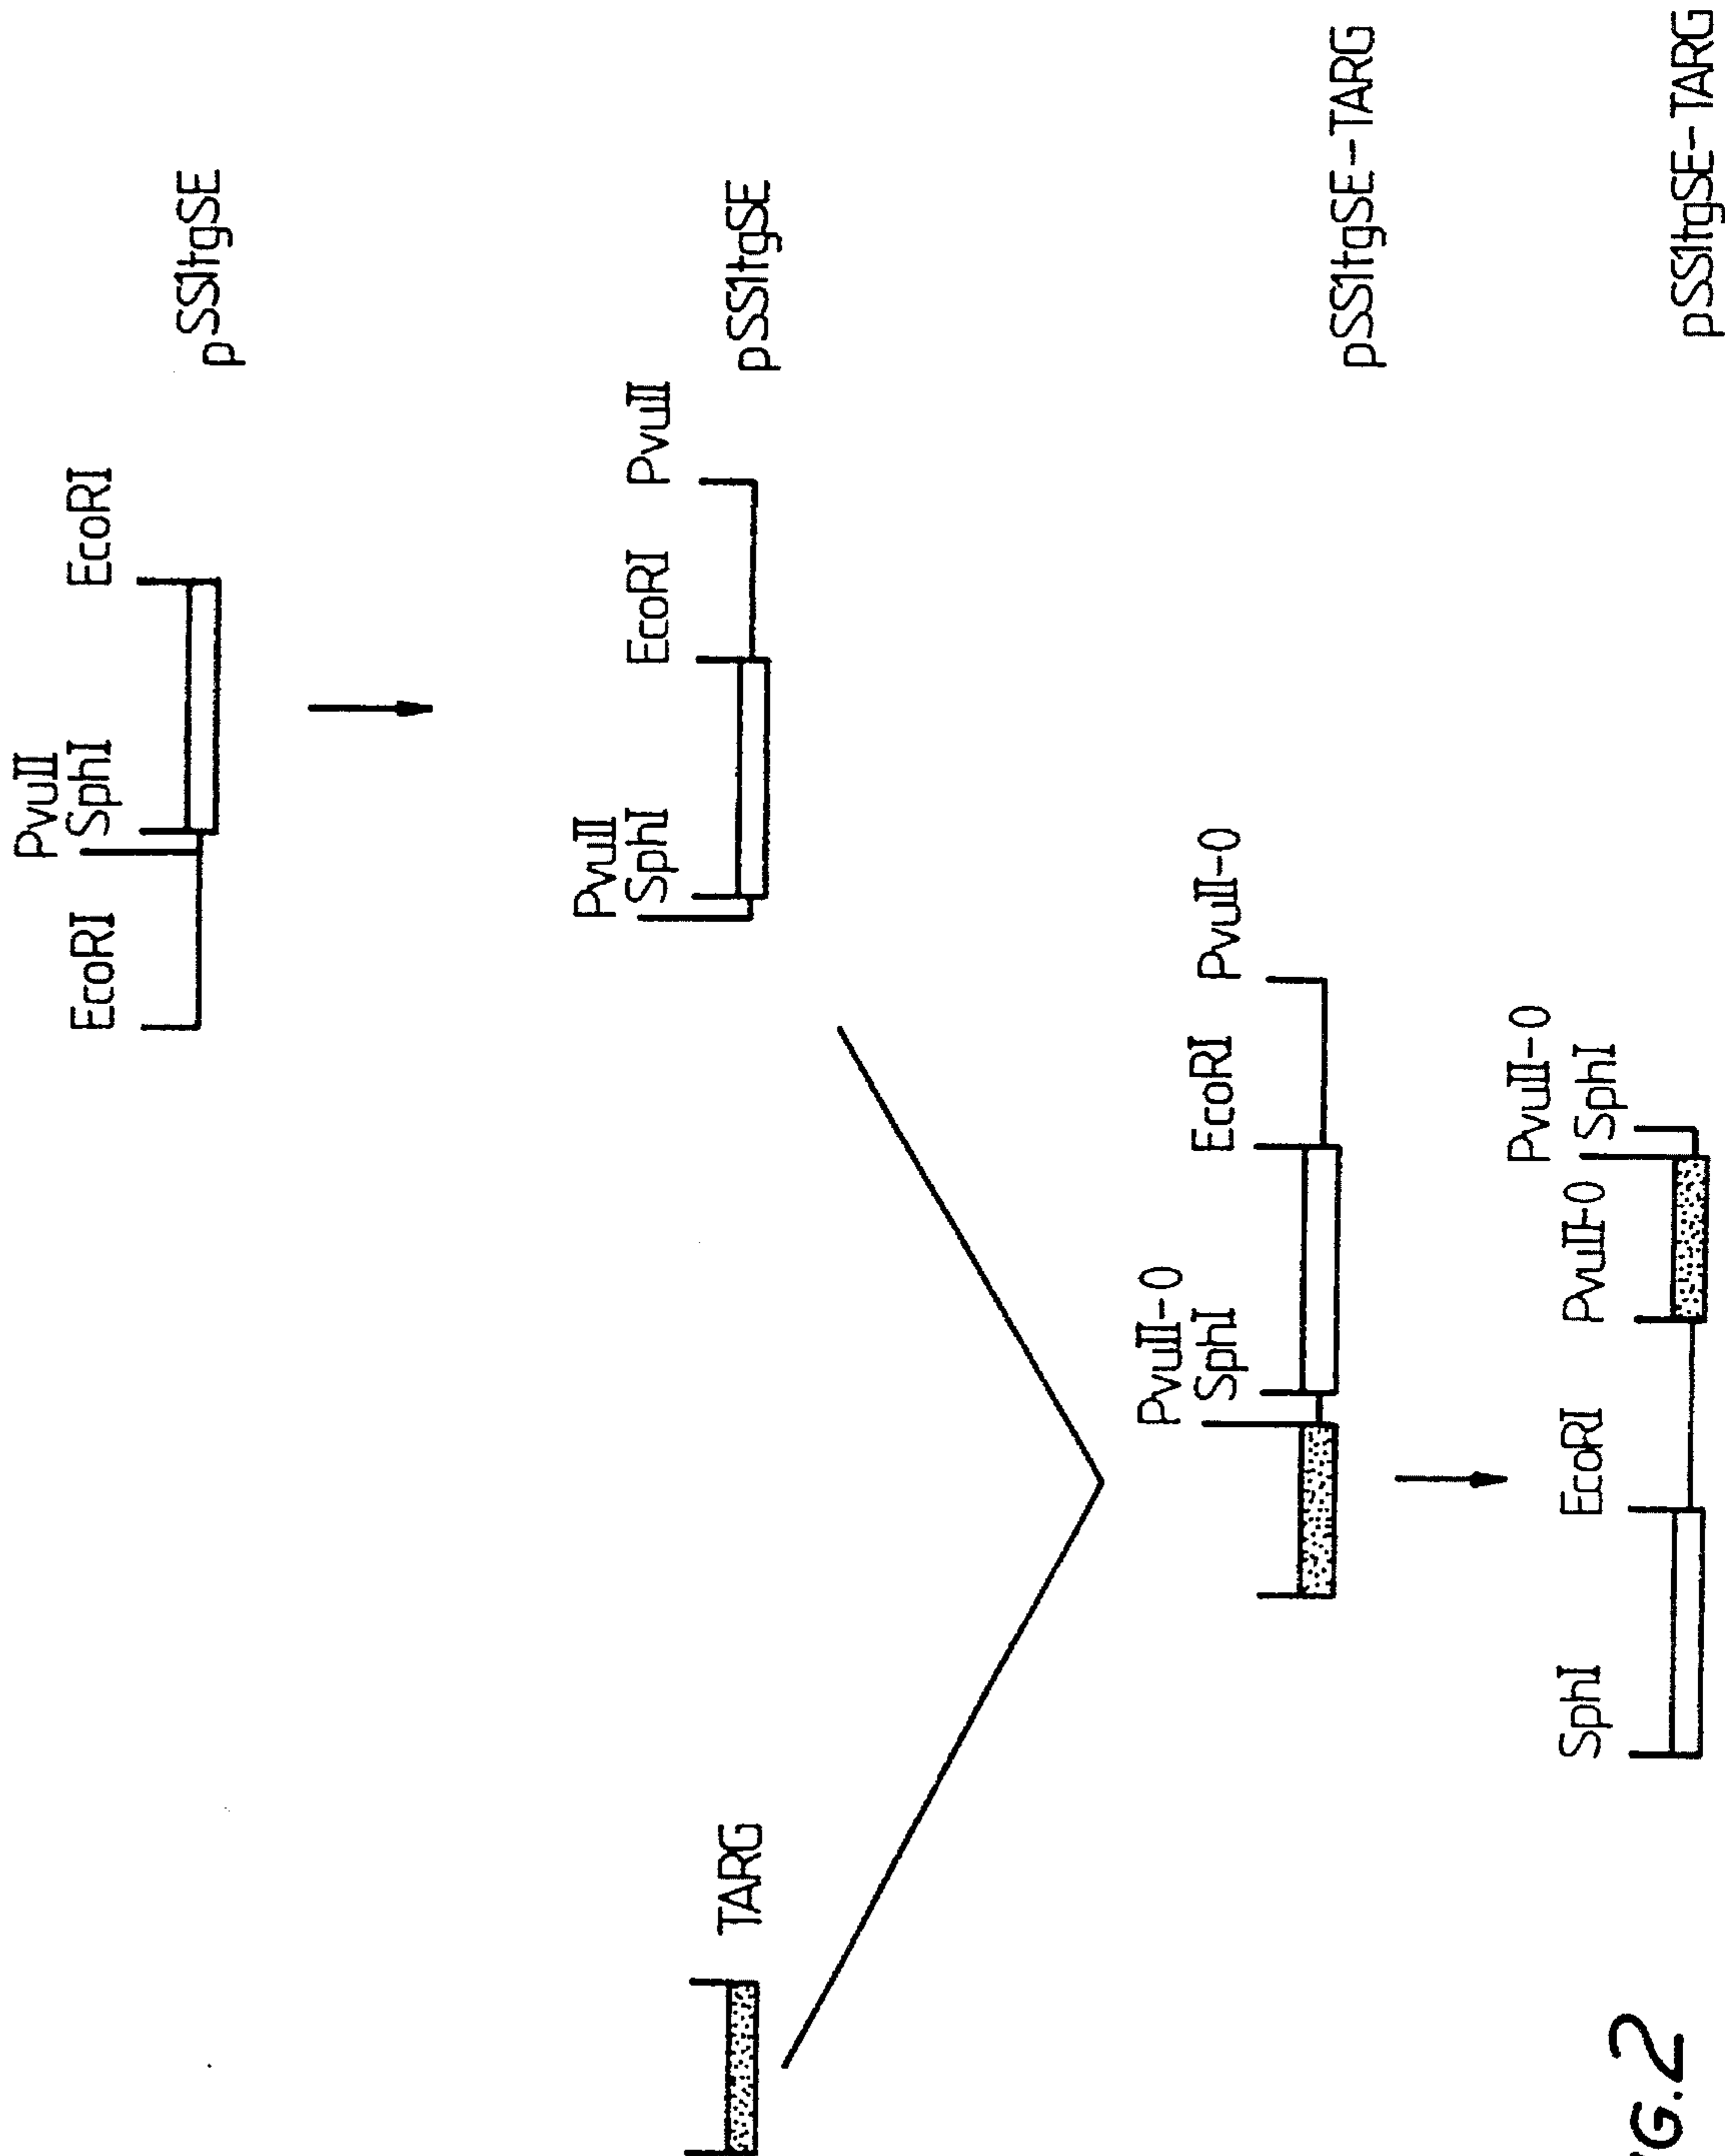 PvuII
EcoRI SphI EcoRI
pSS1tgSE
PvuII
SphI EcoRI PvuII
TARG pSS1tgSE
PvuII-0
SphI EcoRI PvuII-0
pSS1tgSE-TARG
PvuII-0
SphI EcoRI PvuII-0 SphI
pSS1tgSE-TARG
G.2